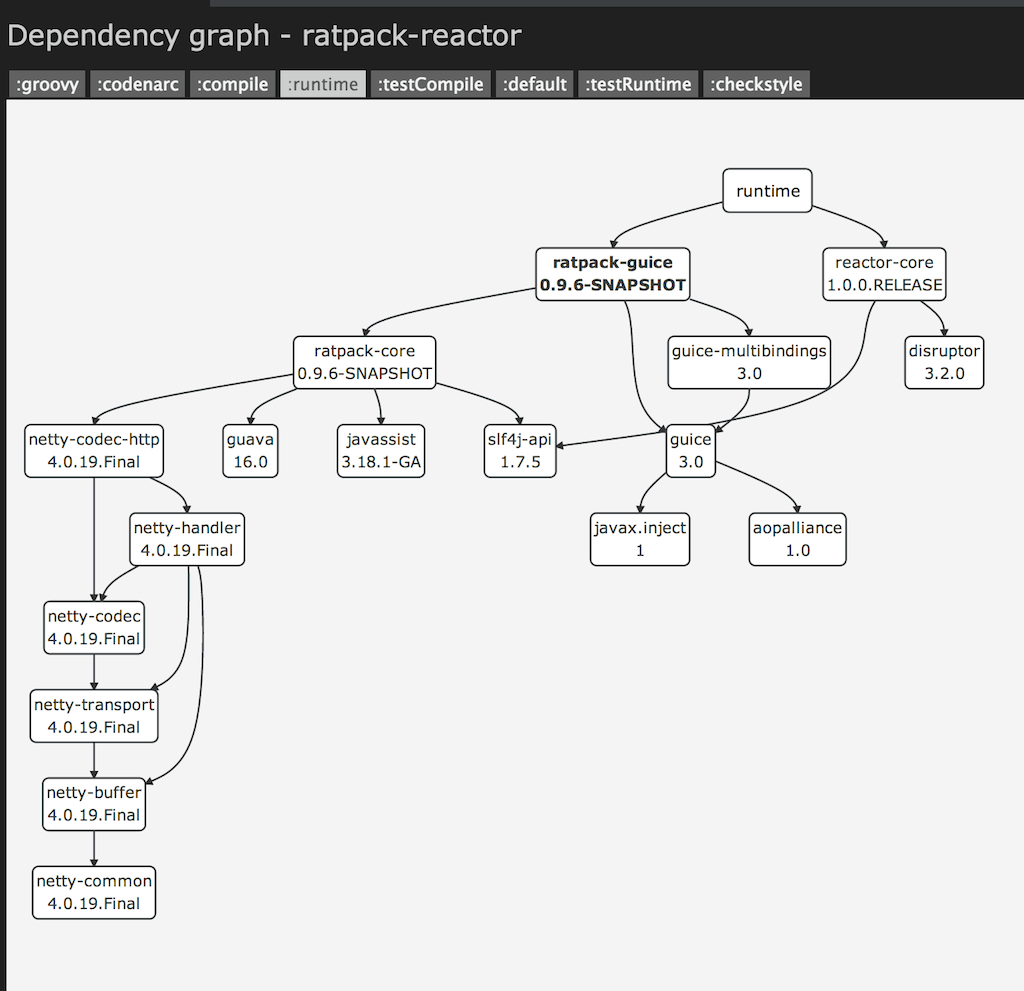 Dependency graph - ratpack-reactor
:groovy :codenarc :compile :runtime :testCompile :default :testRuntime :checkstyle
runtime
ratpack-guice
0.9.6-SNAPSHOT
reactor-core
1.0.0.RELEASE
ratpack-core
0.9.6-SNAPSHOT
guice-multibindings
3.0
disruptor
3.2.0
netty-codec-http
4.0.19.Final
guava
16.0
javassist
3.18.1-GA
slf4j-api
1.7.5
guice
3.0
netty-handler
4.0.19.Final
javax.inject
1
aopalliance
1.0
netty-codec
4.0.19.Final
netty-transport
4.0.19.Final
netty-buffer
4.0.19.Final
netty-common
4.0.19.Final